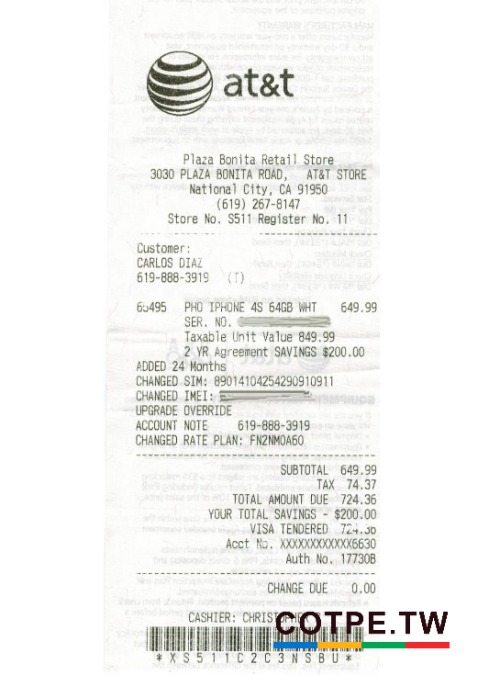 at&t
Plaza Bonita Retail Store
3030 PLAZA BONITA ROAD, AT&T STORE
National City, CA 91950
(619) 267-8147
Store No. S511 Register No. 11
Customer:
CARLOS DIAZ
619-888-3919 (T)
65495 PHO IPHONE 4S 64GB WHT 649.99
SER. NO.
Taxable Unit Value 849.99
2 YR Agreement SAVINGS $200.00
ADDED 24 Months
CHANGED SIM: 89014104254290910911
CHANGED IMEI:
UPGRADE OVERRIDE
ACCOUNT NOTE 619-888-3919
CHANGED RATE PLAN: FN2NMOA60
SUBTOTAL 649.99
TAX 74.37
TOTAL AMOUNT DUE 724.36
YOUR TOTAL SAVINGS - $200.00
VISA TENDERED 724.36
Acct No. XXXXXXXXXXXX6630
Auth No. 17730B
CHANGE DUE 0.00
CASHIER:
COTPE.TW
*XS511C2C3NSBU*